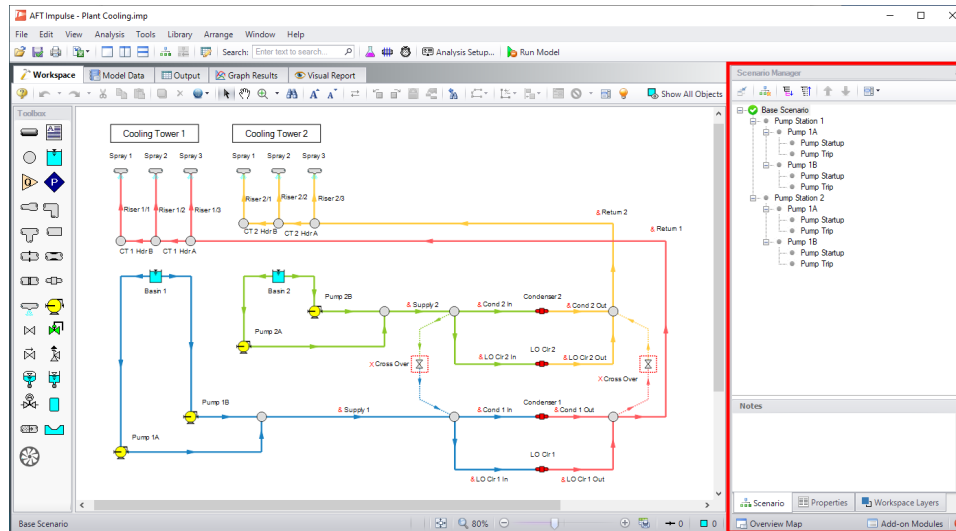 AFT Impulse - Plant Cooling.imp
File Edit View Analysis Tools Library Arrange Window Help
Search: Enter text to search... Analysis Setup... Run Model
Workspace Model Data Output Graph Results Visual Report
Show All Objects
Toolbox
Cooling Tower 1 Cooling Tower 2
Spray 1 Spray 2 Spray 3 Spray 1 Spray 2 Spray 3
Riser 1/1 Riser 1/2 Riser 1/3 Riser 2/1 Riser 2/2 Riser 2/3
& Return 2
CT 2 Hdr B CT 2 Hdr A
& Return 1
CT 1 Hdr B CT 1 Hdr A
Basin 1 Basin 2
Pump 2B Condenser 2
& Supply 2 & Cond 2 In & Cond 2 Out
Pump 2A
LO Clr 2
& LO Clr 2 In & LO Clr 2 Out
X Cross Over
X Cross Over
Pump 1B Condenser 1
& Supply 1 & Cond 1 In & Cond 1 Out
Pump 1A
LO Clr 1
& LO Clr 1 In & LO Clr 1 Out
Base Scenario 80% 0 0
Scenario Manager
Base Scenario
Pump Station 1
Pump 1A
Pump Startup
Pump Trip
Pump 1B
Pump Startup
Pump Trip
Pump Station 2
Pump 1A
Pump Startup
Pump Trip
Pump 1B
Pump Startup
Pump Trip
Notes
Scenario Properties Workspace Layers
Overview Map Add-on Modules